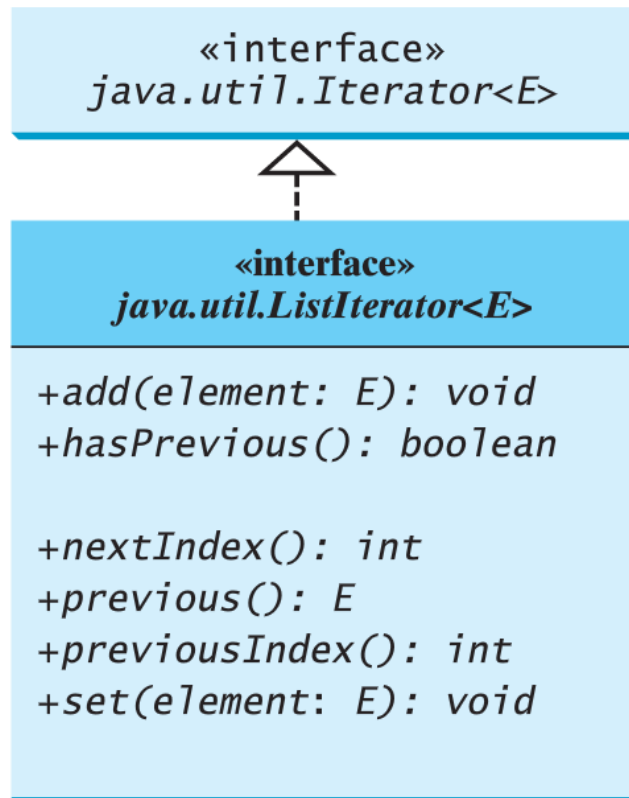 «interface»
java.util.Iterator<E>
«interface»
java.util.ListIterator<E>
+add(element: E): void
+hasPrevious(): boolean
+nextIndex(): int
+previous(): E
+previousIndex(): int
+set(element: E): void